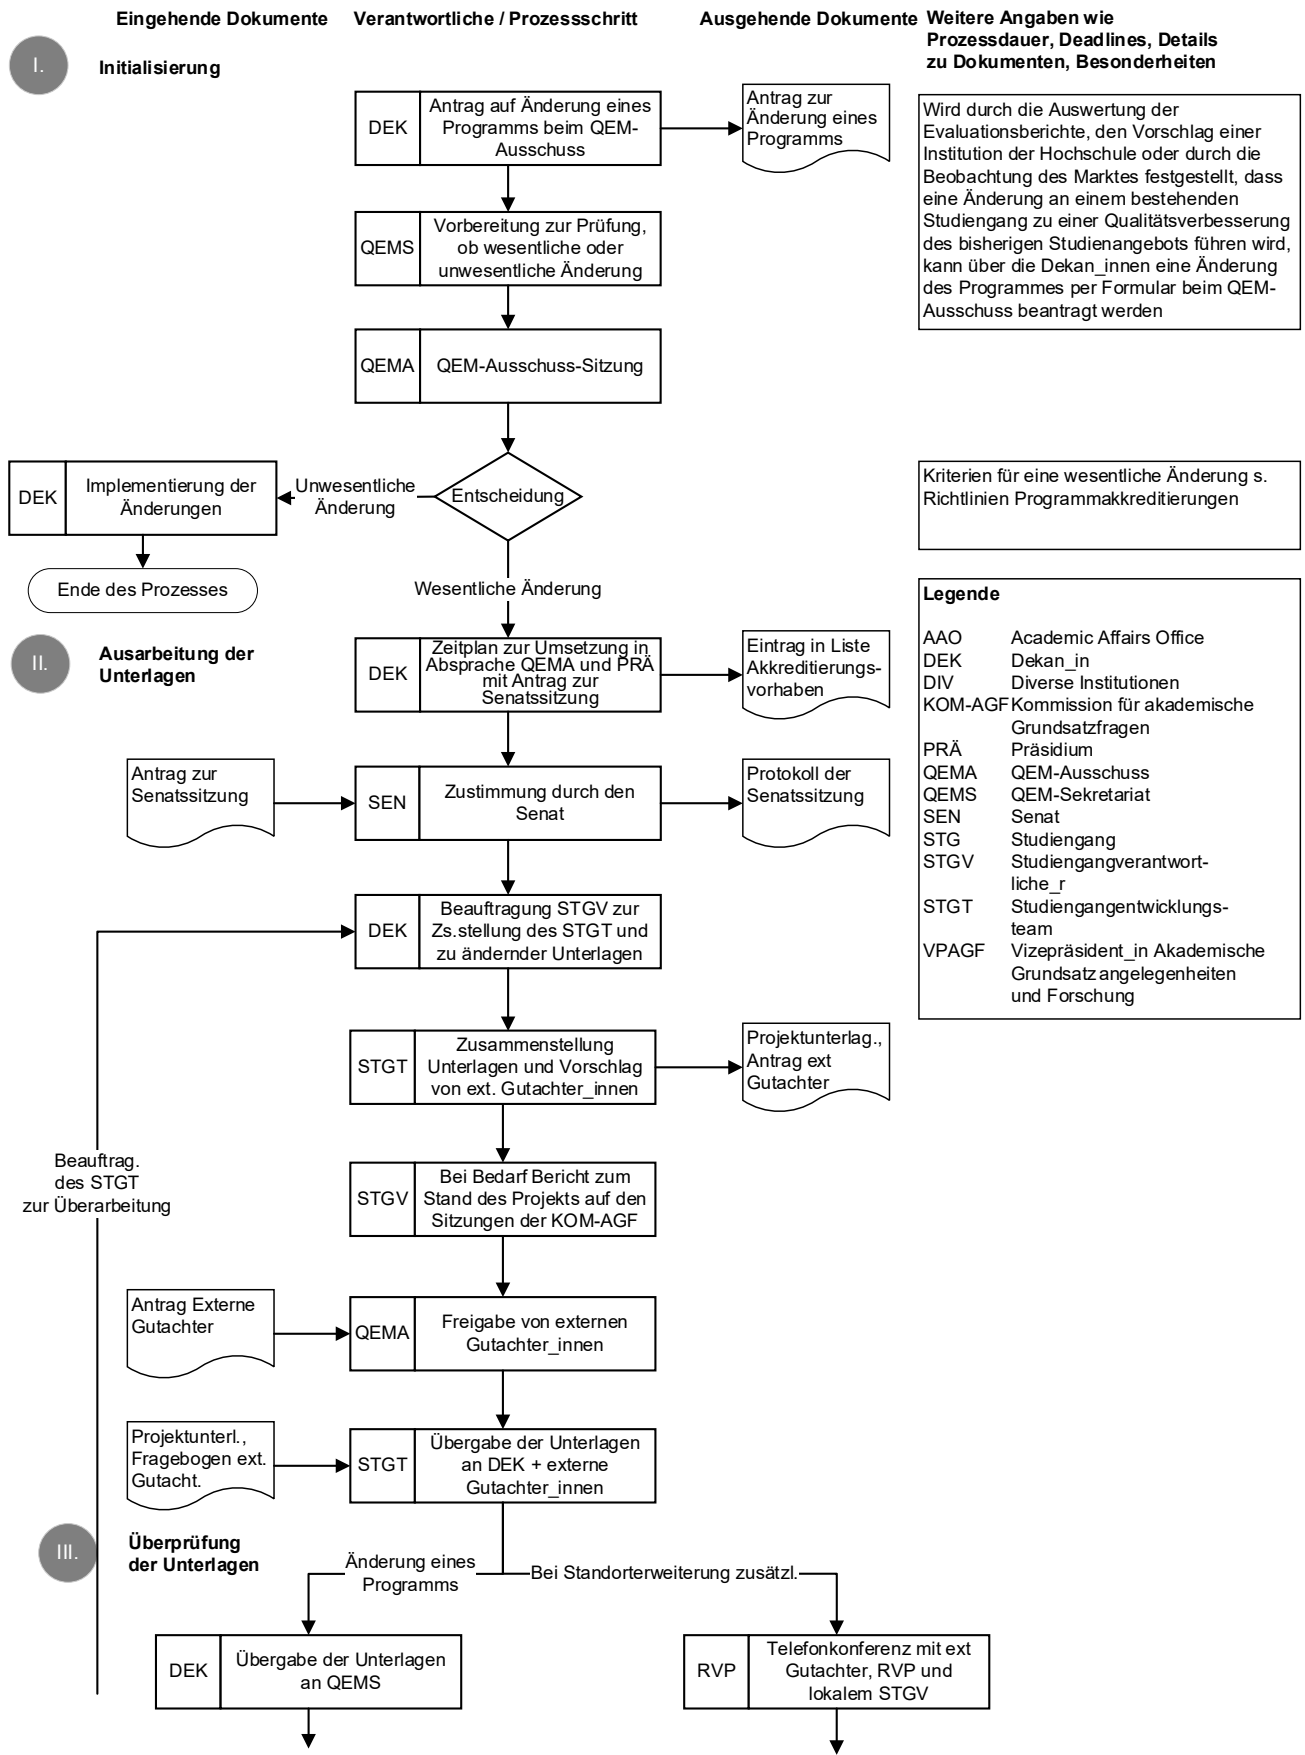 Eingehende Dokumente
Verantwortliche / Prozessschritt
Ausgehende Dokumente
Weitere Angaben wie
Prozessdauer, Deadlines, Details
zu Dokumenten, Besonderheiten
I.
Initialisierung
DEK
Antrag auf Änderung eines
Programms beim QEM-
Ausschuss
Antrag zur
Änderung eines
Programms
Wird durch die Auswertung der
Evaluationsberichte, den Vorschlag einer
Institution der Hochschule oder durch die
Beobachtung des Marktes festgestellt, dass
eine Änderung an einem bestehenden
Studiengang zu einer Qualitätsverbesserung
des bisherigen Studienangebots führen wird,
kann über die Dekan_innen eine Änderung
des Programmes per Formular beim QEM-
Ausschuss beantragt werden
QEMS
Vorbereitung zur Prüfung,
ob wesentliche oder
unwesentliche Änderung
QEMA
QEM-Ausschuss-Sitzung
Entscheidung
Unwesentliche
Änderung
DEK
Implementierung der
Änderungen
Ende des Prozesses
Kriterien für eine wesentliche Änderung s.
Richtlinien Programmakkreditierungen
Wesentliche Änderung
Legende
AAO Academic Affairs Office
DEK Dekan_in
DIV Diverse Institutionen
KOM-AGF Kommission für akademische
Grundsatzfragen
PRÄ Präsidium
QEMA QEM-Ausschuss
QEMS QEM-Sekretariat
SEN Senat
STG Studiengang
STGV Studiengangverantwort-
liche_r
STGT Studiengangentwicklungs-
team
VPAGF Vizepräsident_in Akademische
Grundsatzangelegenheiten
und Forschung
II.
Ausarbeitung der
Unterlagen
DEK
Zeitplan zur Umsetzung in
Absprache QEMA und PRÄ
mit Antrag zur
Senatssitzung
Eintrag in Liste
Akkreditierungs-
vorhaben
Antrag zur
Senatssitzung
SEN
Zustimmung durch den
Senat
Protokoll der
Senatssitzung
DEK
Beauftragung STGV zur
Zs.stellung des STGT und
zu ändernder Unterlagen
STGT
Zusammenstellung
Unterlagen und Vorschlag
von ext. Gutachter_innen
Projektunterlag.,
Antrag ext
Gutachter
Beauftrag.
des STGT
zur Überarbeitung
STGV
Bei Bedarf Bericht zum
Stand des Projekts auf den
Sitzungen der KOM-AGF
Antrag Externe
Gutachter
QEMA
Freigabe von externen
Gutachter_innen
Projektunterl.,
Fragebogen ext.
Gutacht.
STGT
Übergabe der Unterlagen
an DEK + externe
Gutachter_innen
III.
Überprüfung
der Unterlagen
Änderung eines
Programms
Bei Standorterweiterung zusätzl.
DEK
Übergabe der Unterlagen
an QEMS
RVP
Telefonkonferenz mit ext
Gutachter, RVP und
lokalem STGV